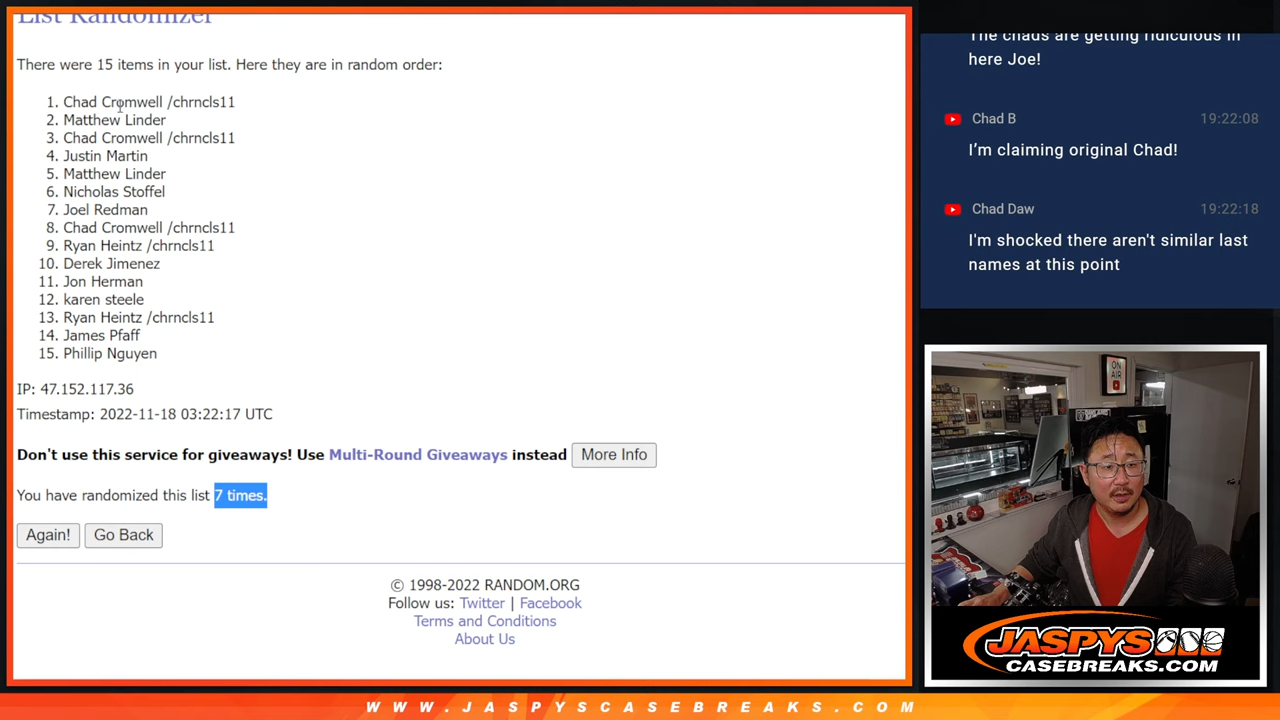 List Randomizer
There were 15 items in your list. Here they are in random order:
1. Chad Cromwell /chrncls11
2. Matthew Linder
3. Chad Cromwell /chrncls11
4. Justin Martin
5. Matthew Linder
6. Nicholas Stoffel
7. Joel Redman
8. Chad Cromwell /chrncls11
9. Ryan Heintz /chrncls11
10. Derek Jimenez
11. Jon Herman
12. karen steele
13. Ryan Heintz /chrncls11
14. James Pfaff
15. Phillip Nguyen
IP: 47.152.117.36
Timestamp: 2022-11-18 03:22:17 UTC
Don't use this service for giveaways! Use Multi-Round Giveaways instead More Info
You have randomized this list 7 times.
Again! Go Back
© 1998-2022 RANDOM.ORG
Follow us: Twitter | Facebook
Terms and Conditions
About Us
The chads are getting ridiculous in
here Joe!
Chad B 19:22:08
I'm claiming original Chad!
Chad Daw 19:22:18
I'm shocked there aren't similar last
names at this point
ON
AIR
JASPYS
CASEBREAKS.COM
WWW.JASPYSCASEBREAKS.COM